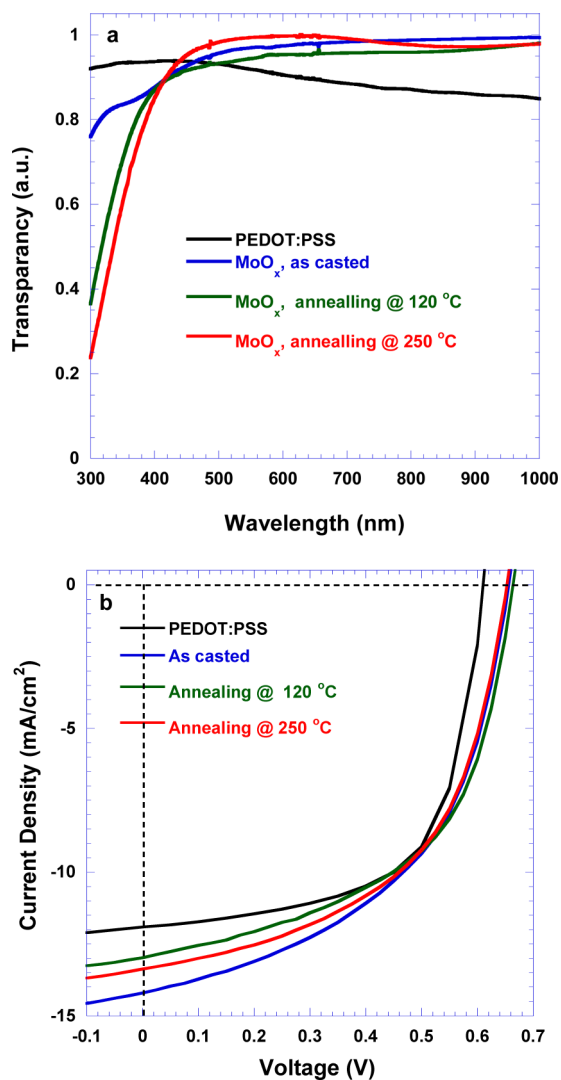 a
1
0.8
0.6
0.4
0.2
0
Transparancy (a.u.)
PEDOT:PSS
MoOₓ, as casted
MoOₓ, annealling @ 120 °C
MoOₓ, annealling @ 250 °C
300 400 500 600 700 800 900 1000
Wavelength (nm)
b
0
-5
-10
-15
Current Density (mA/cm²)
PEDOT:PSS
As casted
Annealing @ 120 °C
Annealing @ 250 °C
-0.1 0 0.1 0.2 0.3 0.4 0.5 0.6 0.7
Voltage (V)